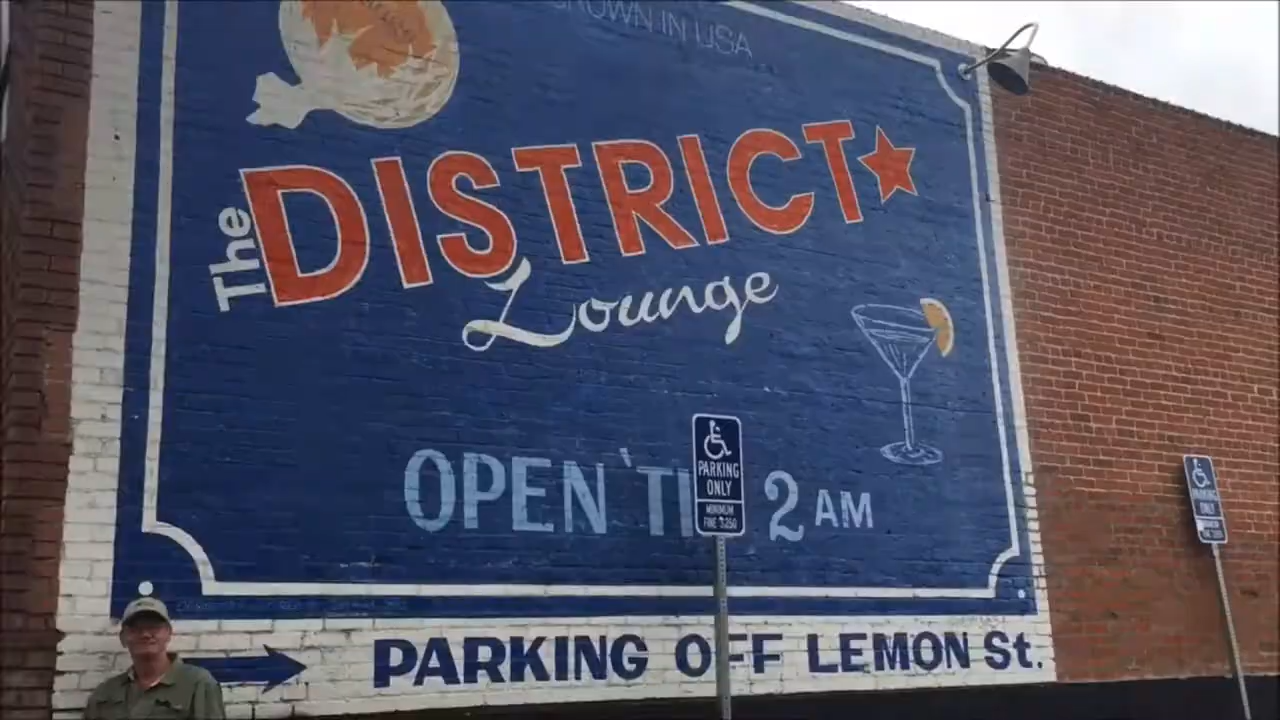 GROWN IN USA
The DISTRICT
Lounge
OPEN 'TI 2 AM
PARKING
ONLY
MINIMUM
FINE $250
PARKING
ONLY
PARKING OFF LEMON St.